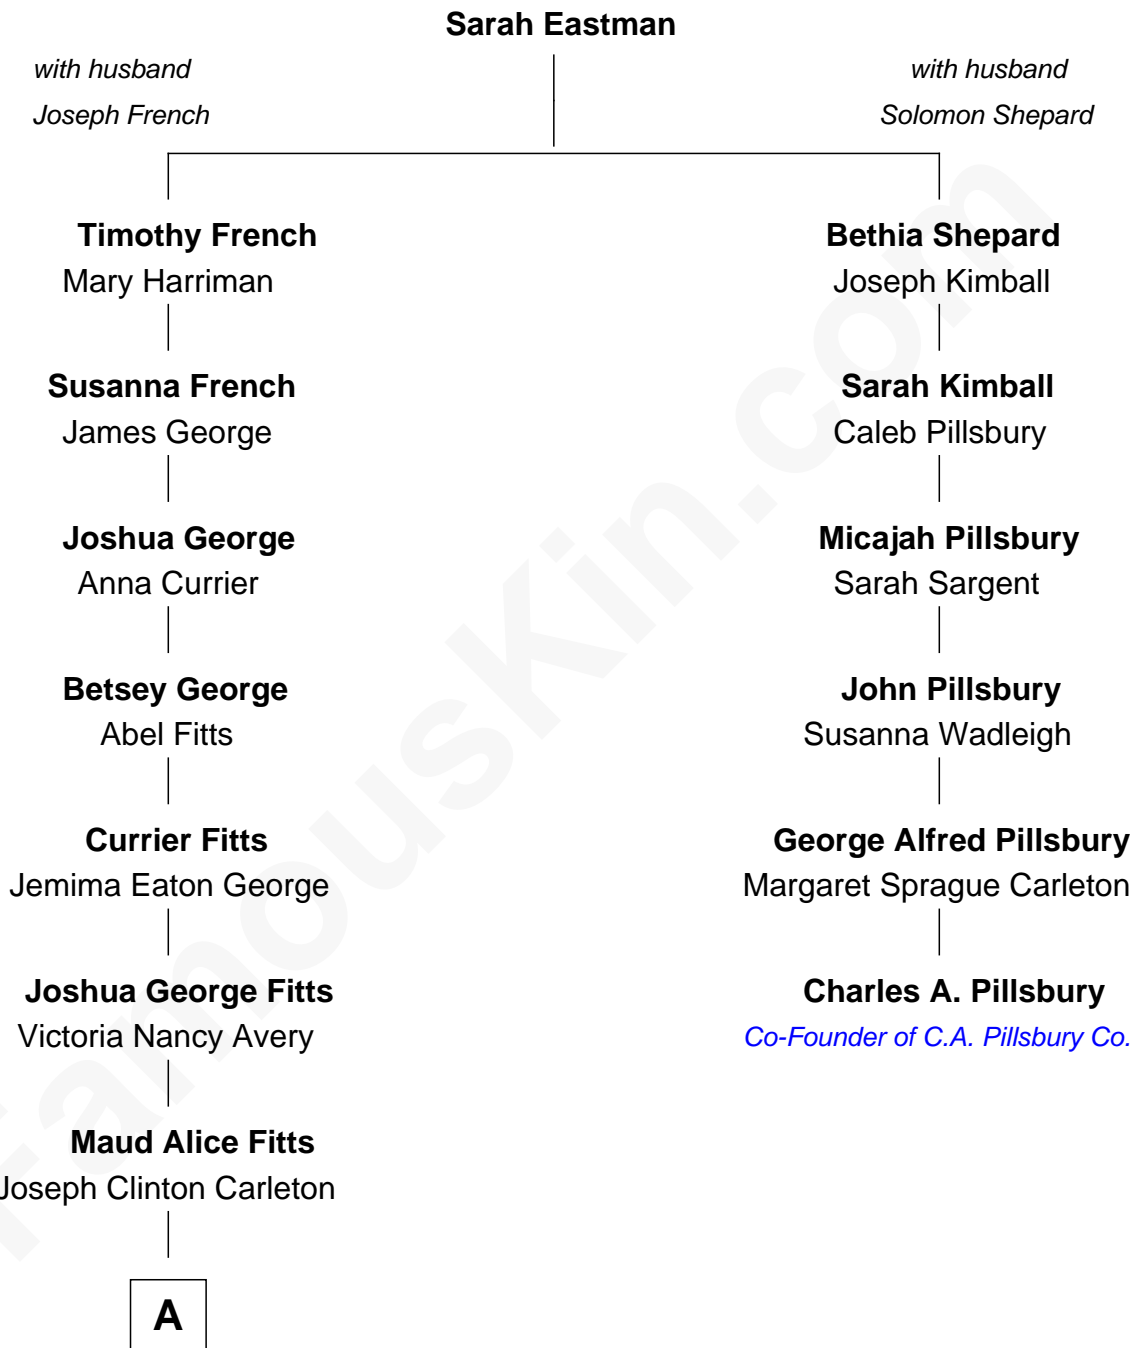 Sarah Eastman
with husband
Joseph French
with husband
Solomon Shepard
Timothy French
Mary Harriman
Bethia Shepard
Joseph Kimball
Susanna French
James George
Sarah Kimball
Caleb Pillsbury
Joshua George
Anna Currier
Micajah Pillsbury
Sarah Sargent
Betsey George
Abel Fitts
John Pillsbury
Susanna Wadleigh
Currier Fitts
Jemima Eaton George
George Alfred Pillsbury
Margaret Sprague Carleton
Joshua George Fitts
Victoria Nancy Avery
Charles A. Pillsbury
Co-Founder of C.A. Pillsbury Co.
Maud Alice Fitts
Joseph Clinton Carleton
A
FamousKin.com